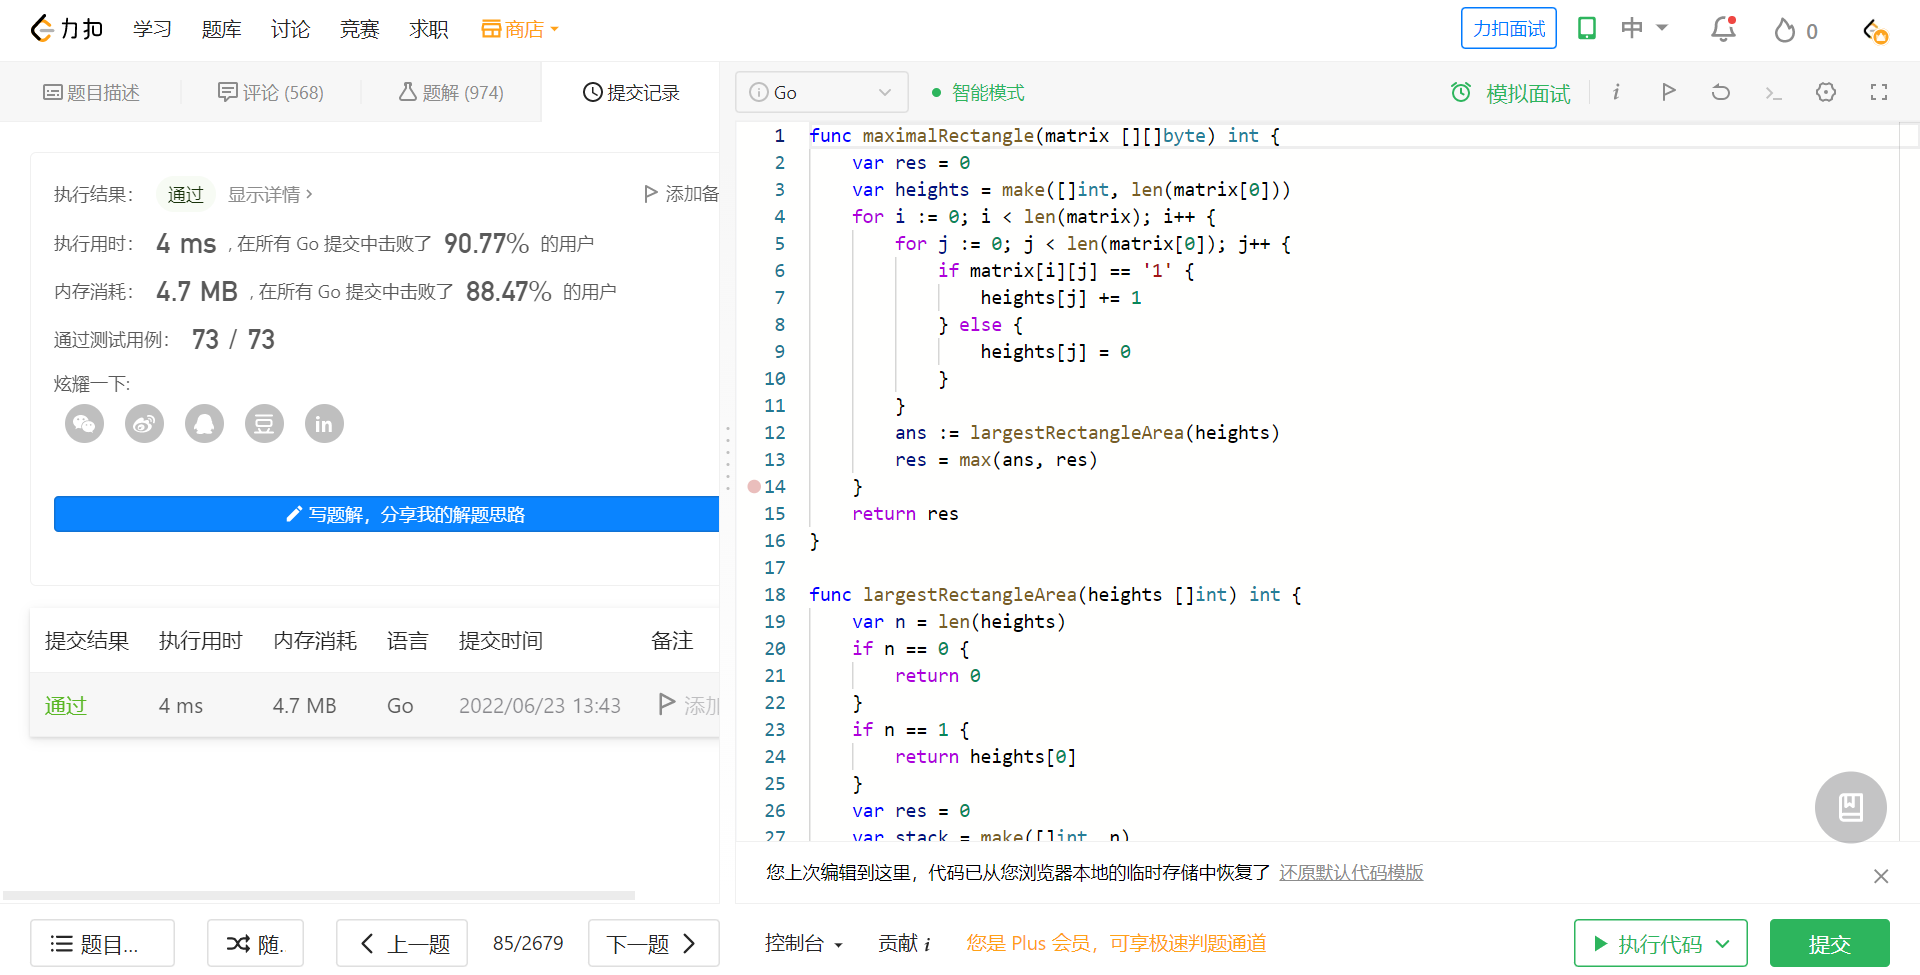 力扣 学习 题库 讨论 竞赛 求职 商店 力扣面试 中 0
题目描述 评论 (568) 题解 (974) 提交记录
i Go 智能模式 模拟面试 i >_
执行结果： 通过 显示详情 > 添加备
执行用时： 4 ms , 在所有 Go 提交中击败了 90.77% 的用户
内存消耗： 4.7 MB , 在所有 Go 提交中击败了 88.47% 的用户
通过测试用例： 73 / 73
炫耀一下:
豆 in
写题解，分享我的解题思路
提交结果 执行用时 内存消耗 语言 提交时间 备注
通过 4 ms 4.7 MB Go 2022/06/23 13:43 添加
1 func maximalRectangle(matrix [][]byte) int {
2 var res = 0
3 var heights = make([]int, len(matrix[0]))
4 for i := 0; i < len(matrix); i++ {
5 for j := 0; j < len(matrix[0]); j++ {
6 if matrix[i][j] == '1' {
7 heights[j] += 1
8 } else {
9 heights[j] = 0
10 }
11 }
12 ans := largestRectangleArea(heights)
13 res = max(ans, res)
14 }
15 return res
16 }
17
18 func largestRectangleArea(heights []int) int {
19 var n = len(heights)
20 if n == 0 {
21 return 0
22 }
23 if n == 1 {
24 return heights[0]
25 }
26 var res = 0
27 var stack = make([]int, n)
您上次编辑到这里，代码已从您浏览器本地的临时存储中恢复了 还原默认代码模版
题目... 随. 上一题 85/2679 下一题 控制台 贡献 i 您是 Plus 会员，可享极速判题通道 执行代码 提交